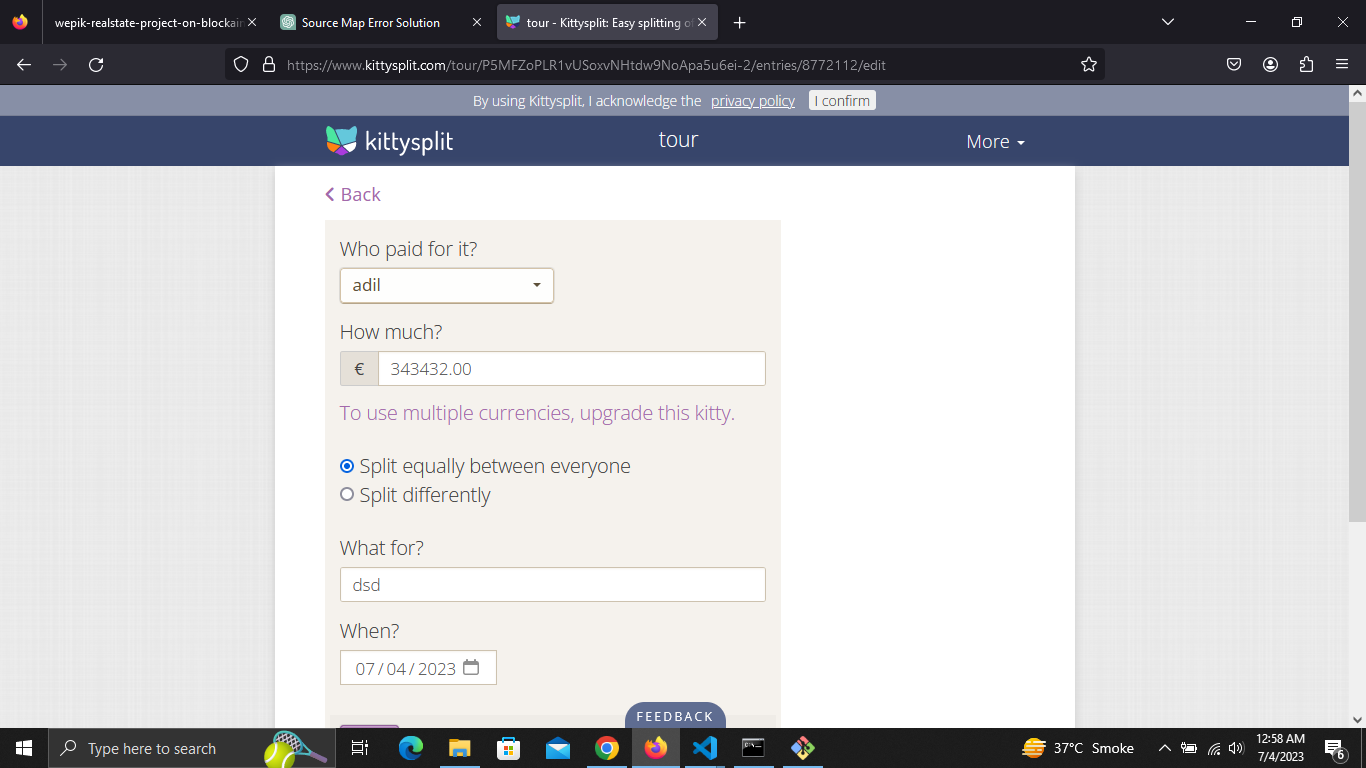 wepik-realstate-project-on-blockain
Source Map Error Solution
tour - Kittysplit: Easy splitting of
https://www.kittysplit.com/tour/P5MFZoPLR1vUSoxvNHtdw9NoApa5u6ei-2/entries/8772112/edit
By using Kittysplit, I acknowledge the privacy policy I confirm
kittysplit
tour
More
Back
Who paid for it?
adil
How much?
€ 343432.00
To use multiple currencies, upgrade this kitty.
Split equally between everyone
Split differently
What for?
dsd
When?
07/04/2023
FEEDBACK
Type here to search
37°C Smoke
12:58 AM
7/4/2023
6